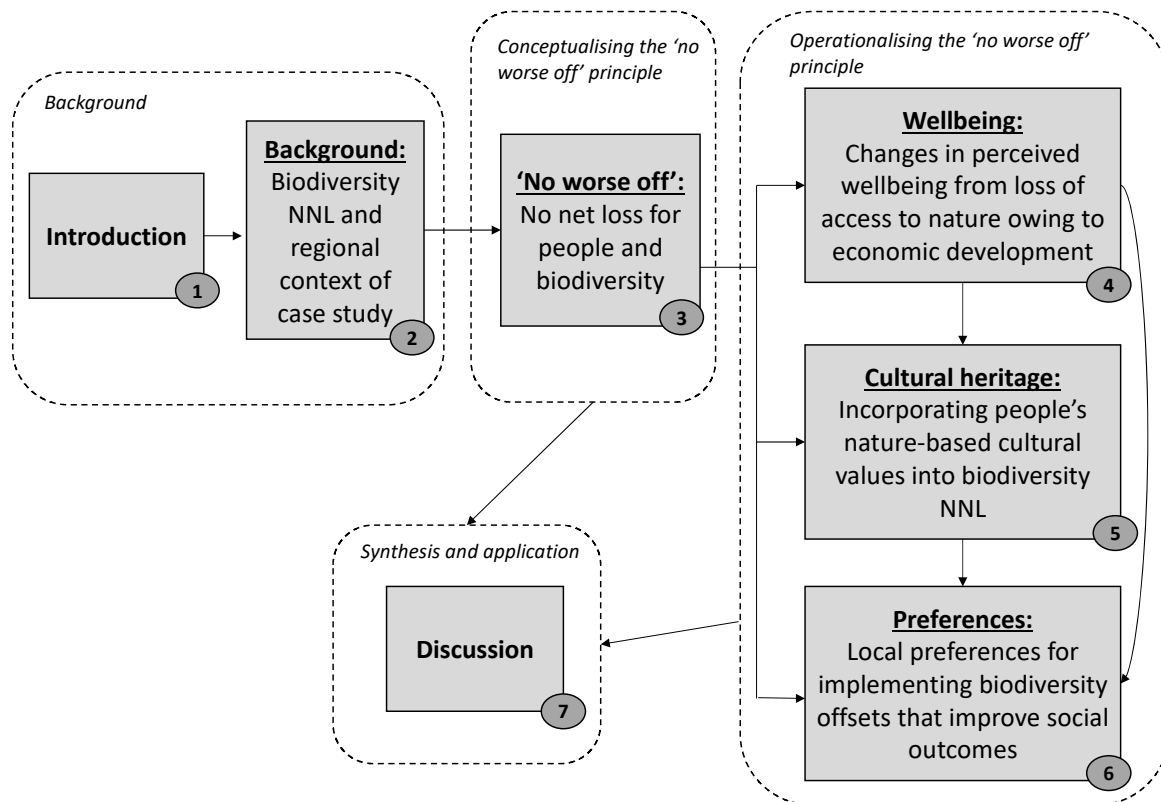 Background
Introduction
1
Background:
Biodiversity
NNL and
regional
context of
case study
2
Conceptualising the ‘no
worse off’ principle
‘No worse off’:
No net loss for
people and
biodiversity
3
Operationalising the ‘no worse off’
principle
Wellbeing:
Changes in perceived
wellbeing from loss of
access to nature owing to
economic development
4
Cultural heritage:
Incorporating people’s
nature-based cultural
values into biodiversity
NNL
5
Preferences:
Local preferences for
implementing biodiversity
offsets that improve social
outcomes
6
Synthesis and application
Discussion
7